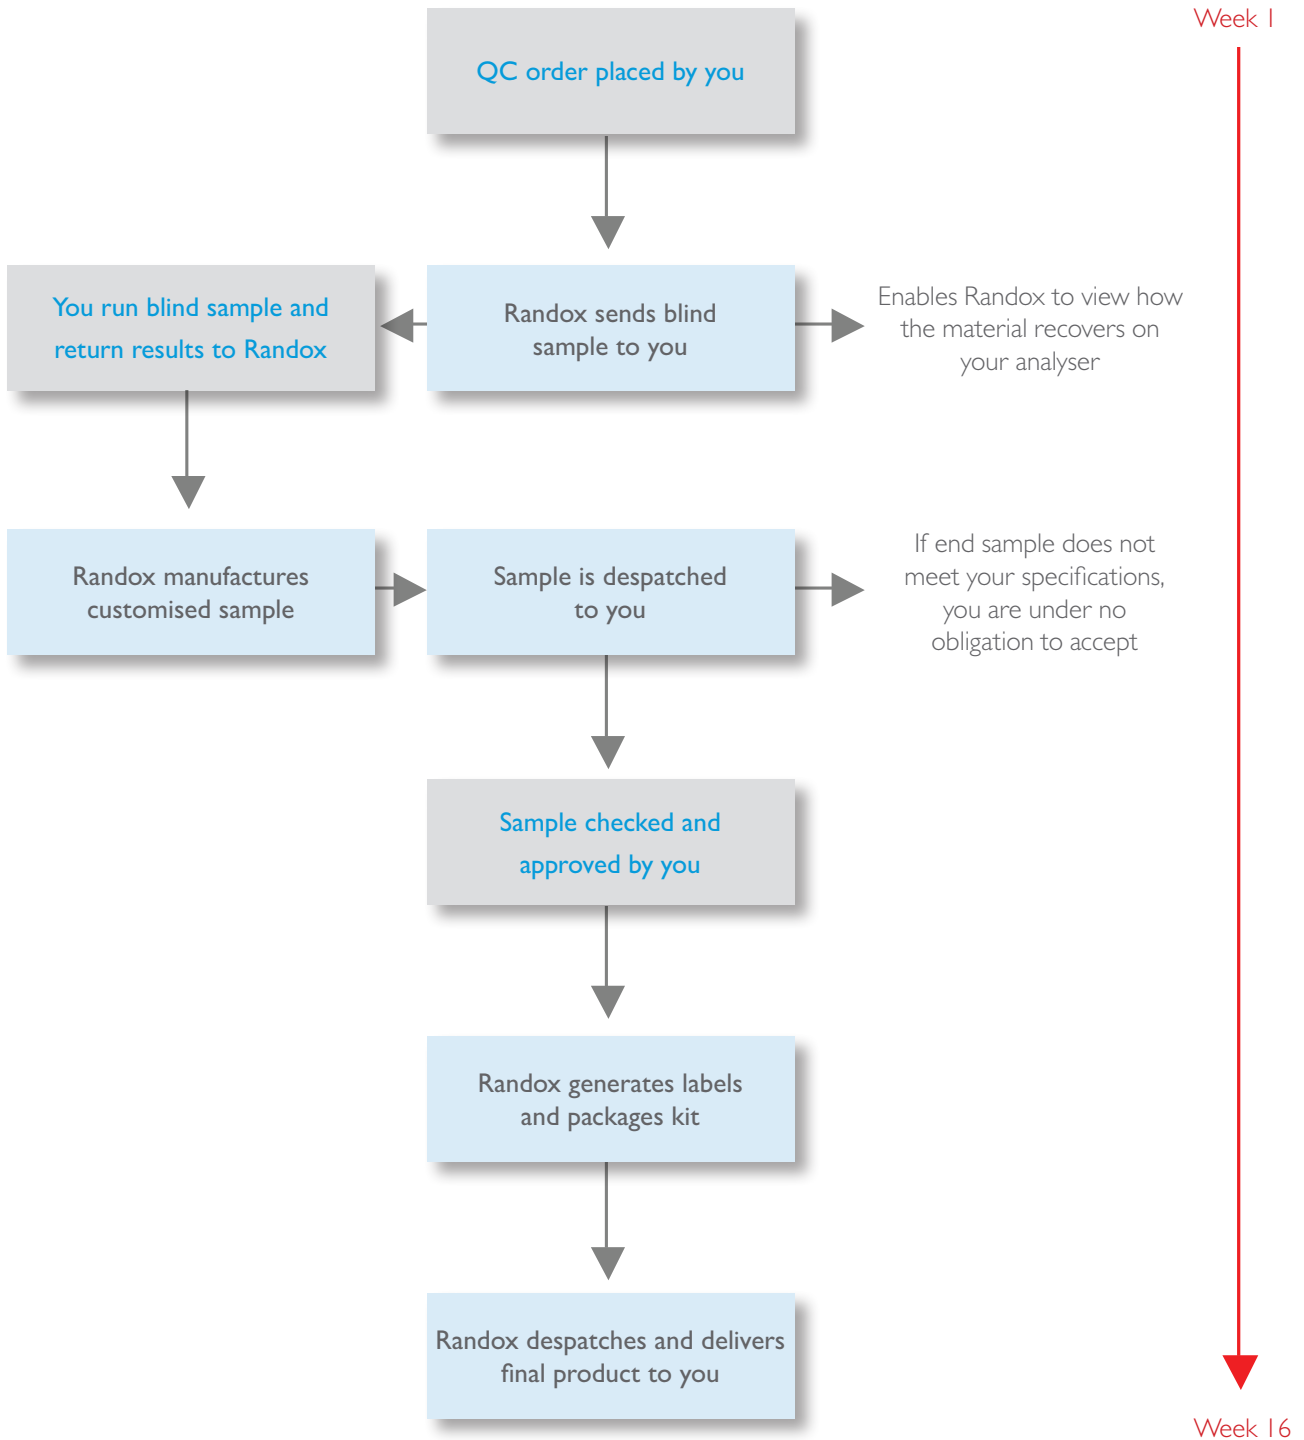 Week 1
QC order placed by you
You run blind sample and
return results to Randox
Randox sends blind
sample to you
Enables Randox to view how
the material recovers on
your analyser
Randox manufactures
customised sample
Sample is despatched
to you
If end sample does not
meet your specifications,
you are under no
obligation to accept
Sample checked and
approved by you
Randox generates labels
and packages kit
Randox despatches and delivers
final product to you
Week 16